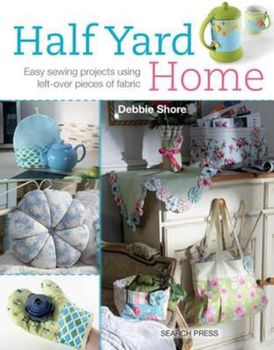 Half Yard
Home
Easy sewing projects using
left-over pieces of fabric
Debbie Shore
SEARCH PRESS